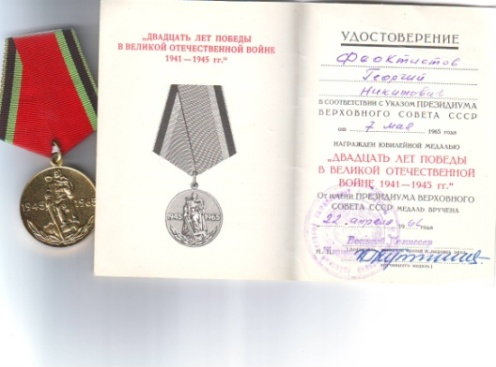 1945 1965
„ДВАДЦАТЬ ЛЕТ ПОБЕДЫ
В ВЕЛИКОЙ ОТЕЧЕСТВЕННОЙ ВОЙНЕ
1941—1945 гг.“
1945 1965
УДОСТОВЕРЕНИЕ
Феоктистов
Георгий
Никитович
В СООТВЕТСТВИИ С УКАЗОМ ПРЕЗИДИУМА
ВЕРХОВНОГО СОВЕТА СССР
от 7 мая 1965 года
НАГРАЖДЕН ЮБИЛЕЙНОЙ МЕДАЛЬЮ
„ДВАДЦАТЬ ЛЕТ ПОБЕДЫ
В ВЕЛИКОЙ ОТЕЧЕСТВЕННОЙ
ВОЙНЕ 1941—1945 гг.“
От имени ПРЕЗИДИУМА ВЕРХОВНОГО
СОВЕТА СССР МЕДАЛЬ ВРУЧЕНА
22 апреля 1966 года
Военный комиссар